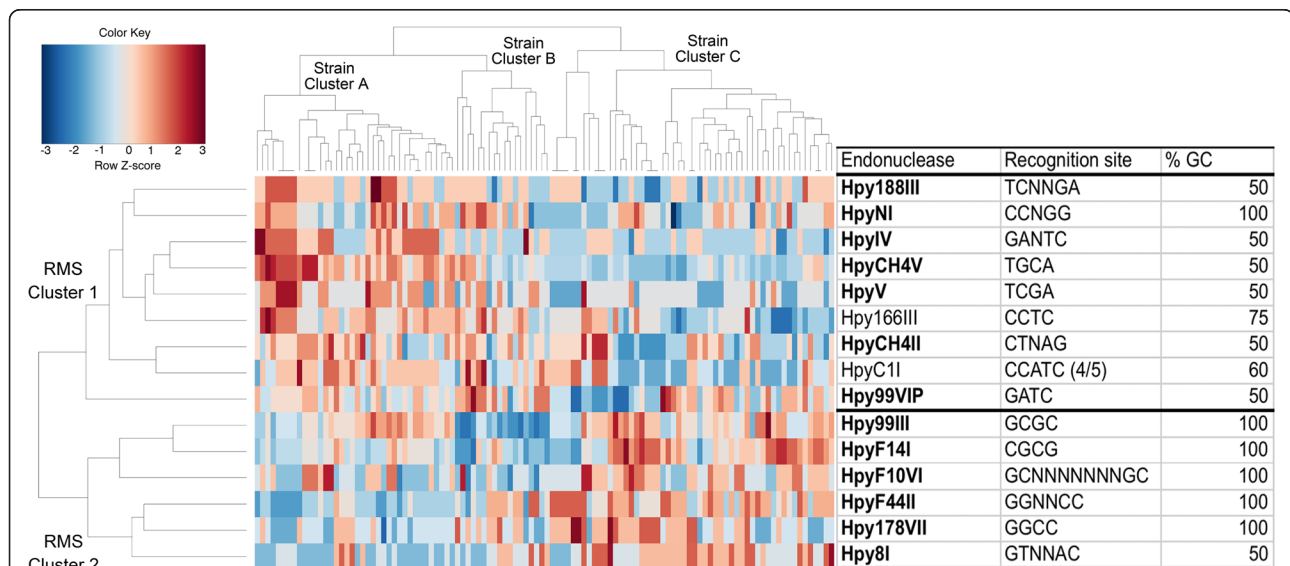 Color Key
-3 -2 -1 0 1 2 3
Row Z-score
Strain
Cluster A
Strain
Cluster B
Strain
Cluster C
RMS
Cluster 1
RMS
Cluster 2
Endonuclease Recognition site % GC
Hpy188III TCNNGA 50
HpyNI CCNGG 100
HpyIV GANTC 50
HpyCH4V TGCA 50
HpyV TCGA 50
Hpy166III CCTC 75
HpyCH4II CTNAG 50
HpyC1I CCATC (4/5) 60
Hpy99VIP GATC 50
Hpy99III GCGC 100
HpyF14I CGCG 100
HpyF10VI GCNNNNNNNGC 100
HpyF44II GGNNCC 100
Hpy178VII GGCC 100
Hpy8I GTNNAC 50